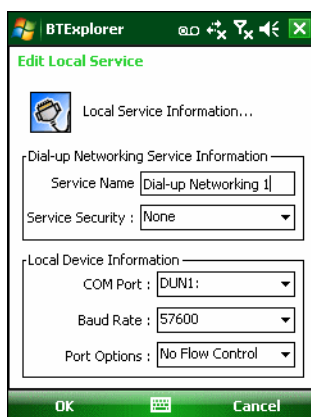 BTExplorer
Edit Local Service
Local Service Information...
Dial-up Networking Service Information
Service Name Dial-up Networking 1
Service Security : None
Local Device Information
COM Port : DUN1:
Baud Rate : 57600
Port Options : No Flow Control
OK Cancel